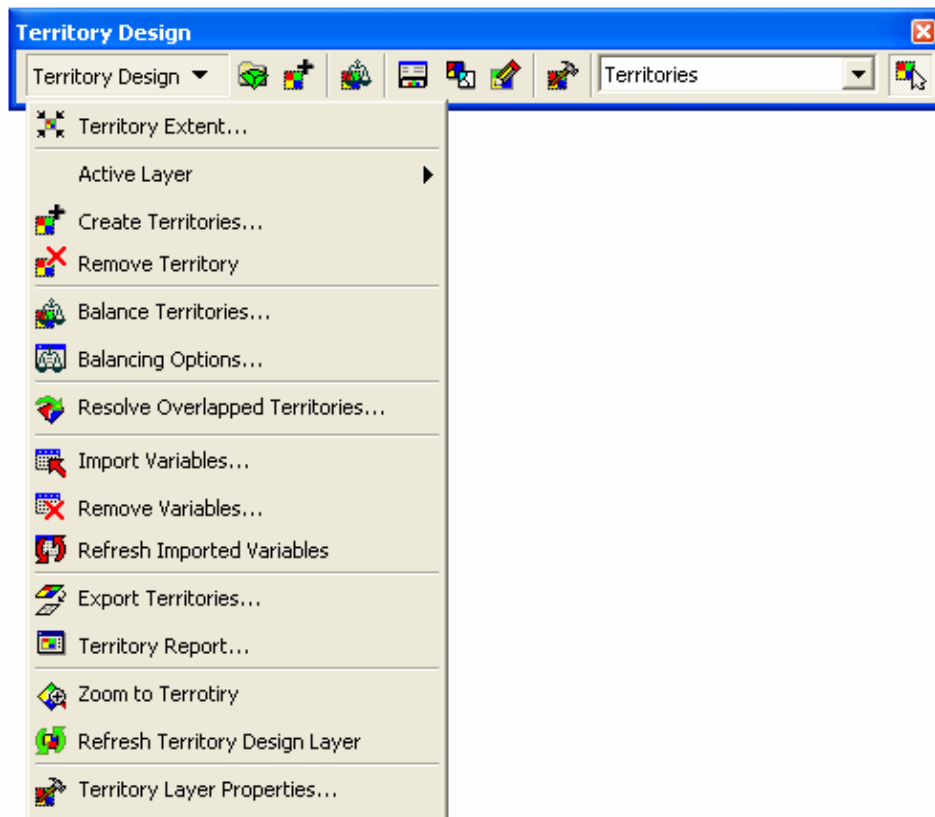 Territory Design
Territory Design
Territories
Territory Extent...
Active Layer
Create Territories...
Remove Territory
Balance Territories...
Balancing Options...
Resolve Overlapped Territories...
Import Variables...
Remove Variables...
Refresh Imported Variables
Export Territories...
Territory Report...
Zoom to Terrotiry
Refresh Territory Design Layer
Territory Layer Properties...